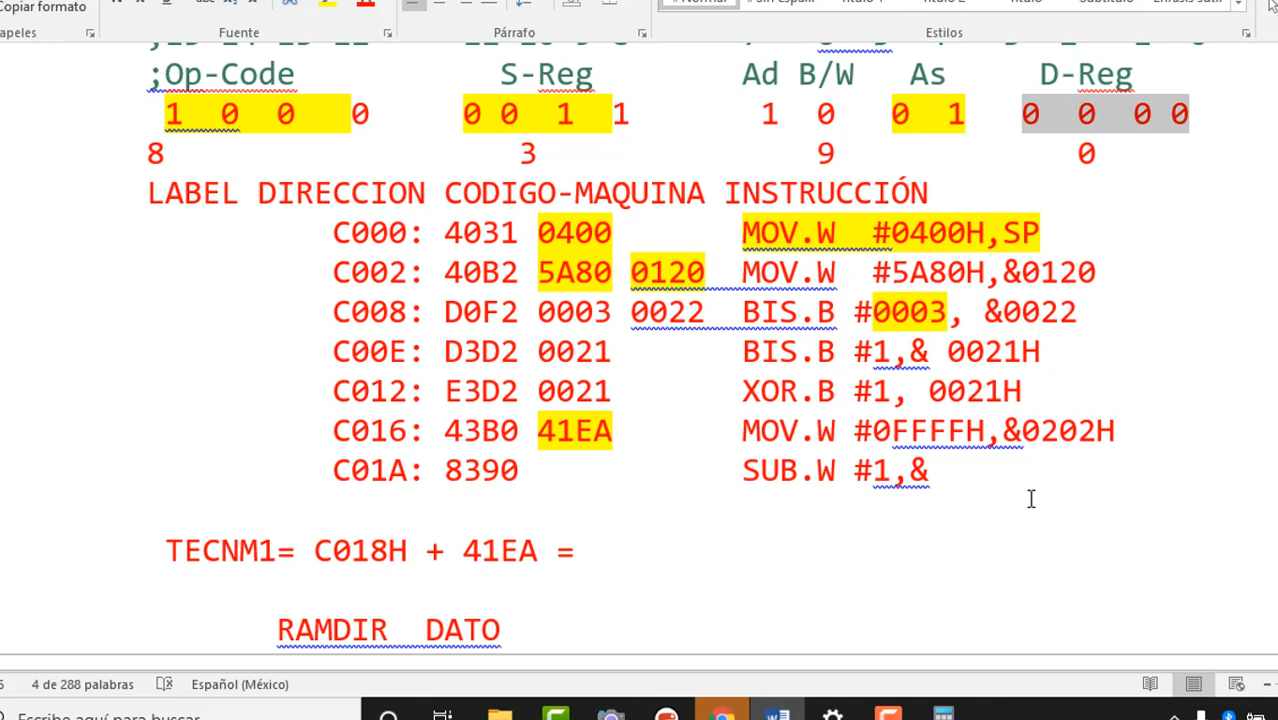 Copiar formato
Fuente Párrafo Estilos
;Op-Code S-Reg Ad B/W As D-Reg
1 0 0 0 0 0 1 1 1 0 0 1 0 0 0 0
8 3 9 0
LABEL DIRECCION CODIGO-MAQUINA INSTRUCCIÓN
C000: 4031 0400 MOV.W #0400H,SP
C002: 40B2 5A80 0120 MOV.W #5A80H,&0120
C008: D0F2 0003 0022 BIS.B #0003, &0022
C00E: D3D2 0021 BIS.B #1,& 0021H
C012: E3D2 0021 XOR.B #1, 0021H
C016: 43B0 41EA MOV.W #0FFFFH,&0202H
C01A: 8390 SUB.W #1,&
TECNM1= C018H + 41EA =
RAMDIR DATO
4 de 288 palabras Español (México)
Escribe aquí para buscar